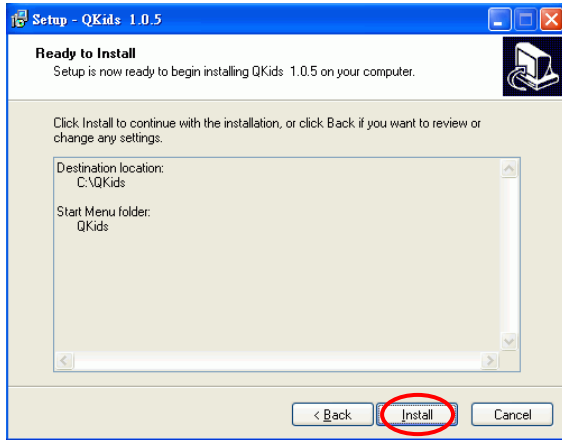 Setup - QKids 1.0.5
Ready to Install
Setup is now ready to begin installing QKids 1.0.5 on your computer.
Click Install to continue with the installation, or click Back if you want to review or
change any settings.
Destination location:
C:\QKids
Start Menu folder:
QKids
< Back
Install
Cancel